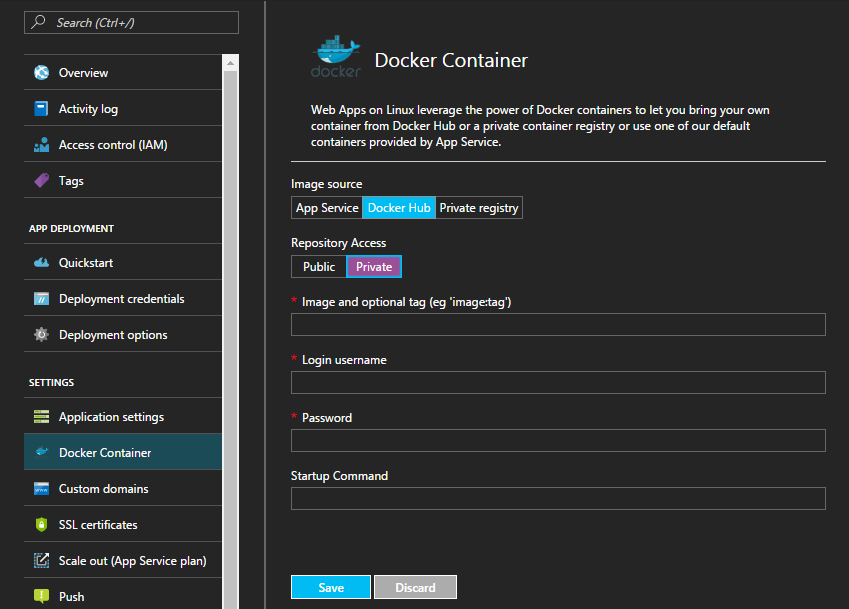 Search (Ctrl+/)
Overview
Activity log
Access control (IAM)
Tags
APP DEPLOYMENT
Quickstart
Deployment credentials
Deployment options
SETTINGS
Application settings
Docker Container
Custom domains
SSL certificates
Scale out (App Service plan)
Push
docker
Docker Container
Web Apps on Linux leverage the power of Docker containers to let you bring your own
container from Docker Hub or a private container registry or use one of our default
containers provided by App Service.
Image source
App Service Docker Hub Private registry
Repository Access
Public Private
* Image and optional tag (eg 'image:tag')
* Login username
* Password
Startup Command
Save Discard